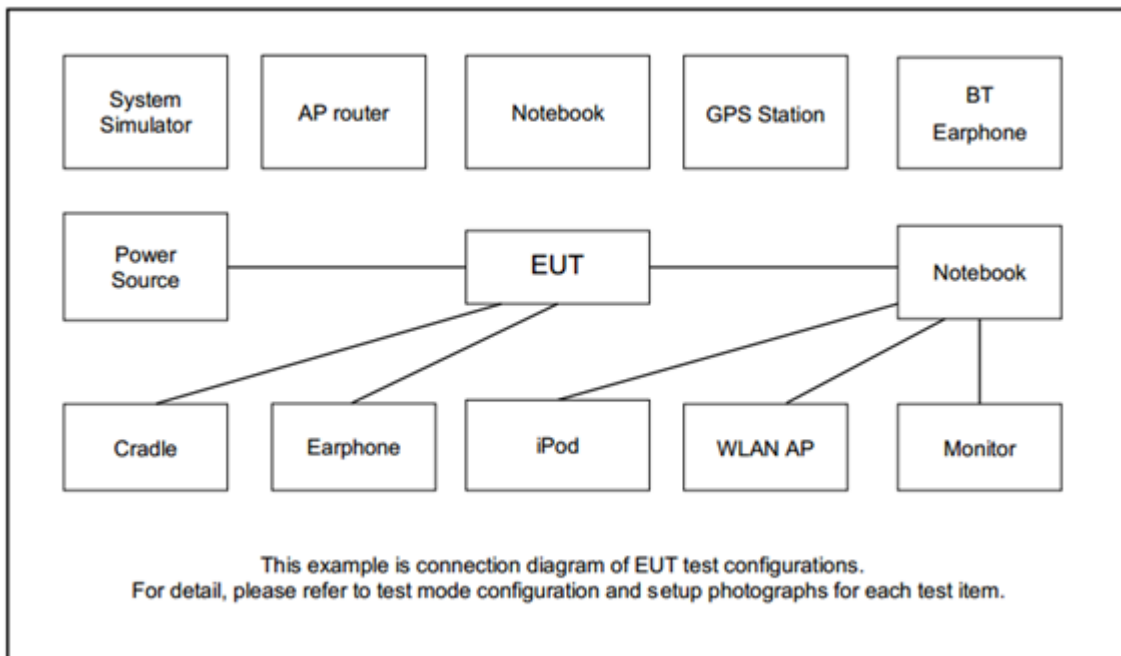 System
Simulator
AP router
Notebook
GPS Station
BT
Earphone
Power
Source
EUT
Notebook
Cradle
Earphone
iPod
WLAN AP
Monitor
This example is connection diagram of EUT test configurations.
For detail, please refer to test mode configuration and setup photographs for each test item.